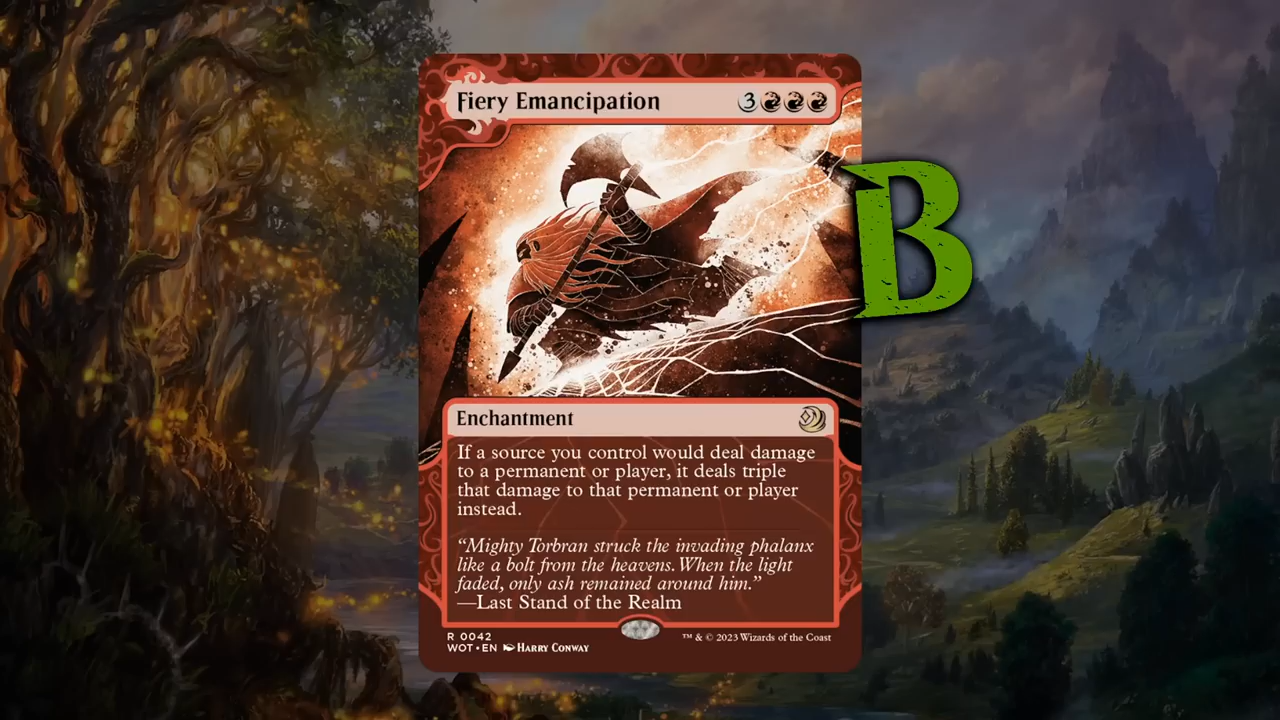 Fiery Emancipation 3
B
Enchantment
If a source you control would deal damage
to a permanent or player, it deals triple
that damage to that permanent or player
instead.
“Mighty Torbran struck the invading phalanx
like a bolt from the heavens. When the light
faded, only ash remained around him.”
—Last Stand of the Realm
R 0042
™ & © 2023 Wizards of the Coast
WOT • EN Harry Conway